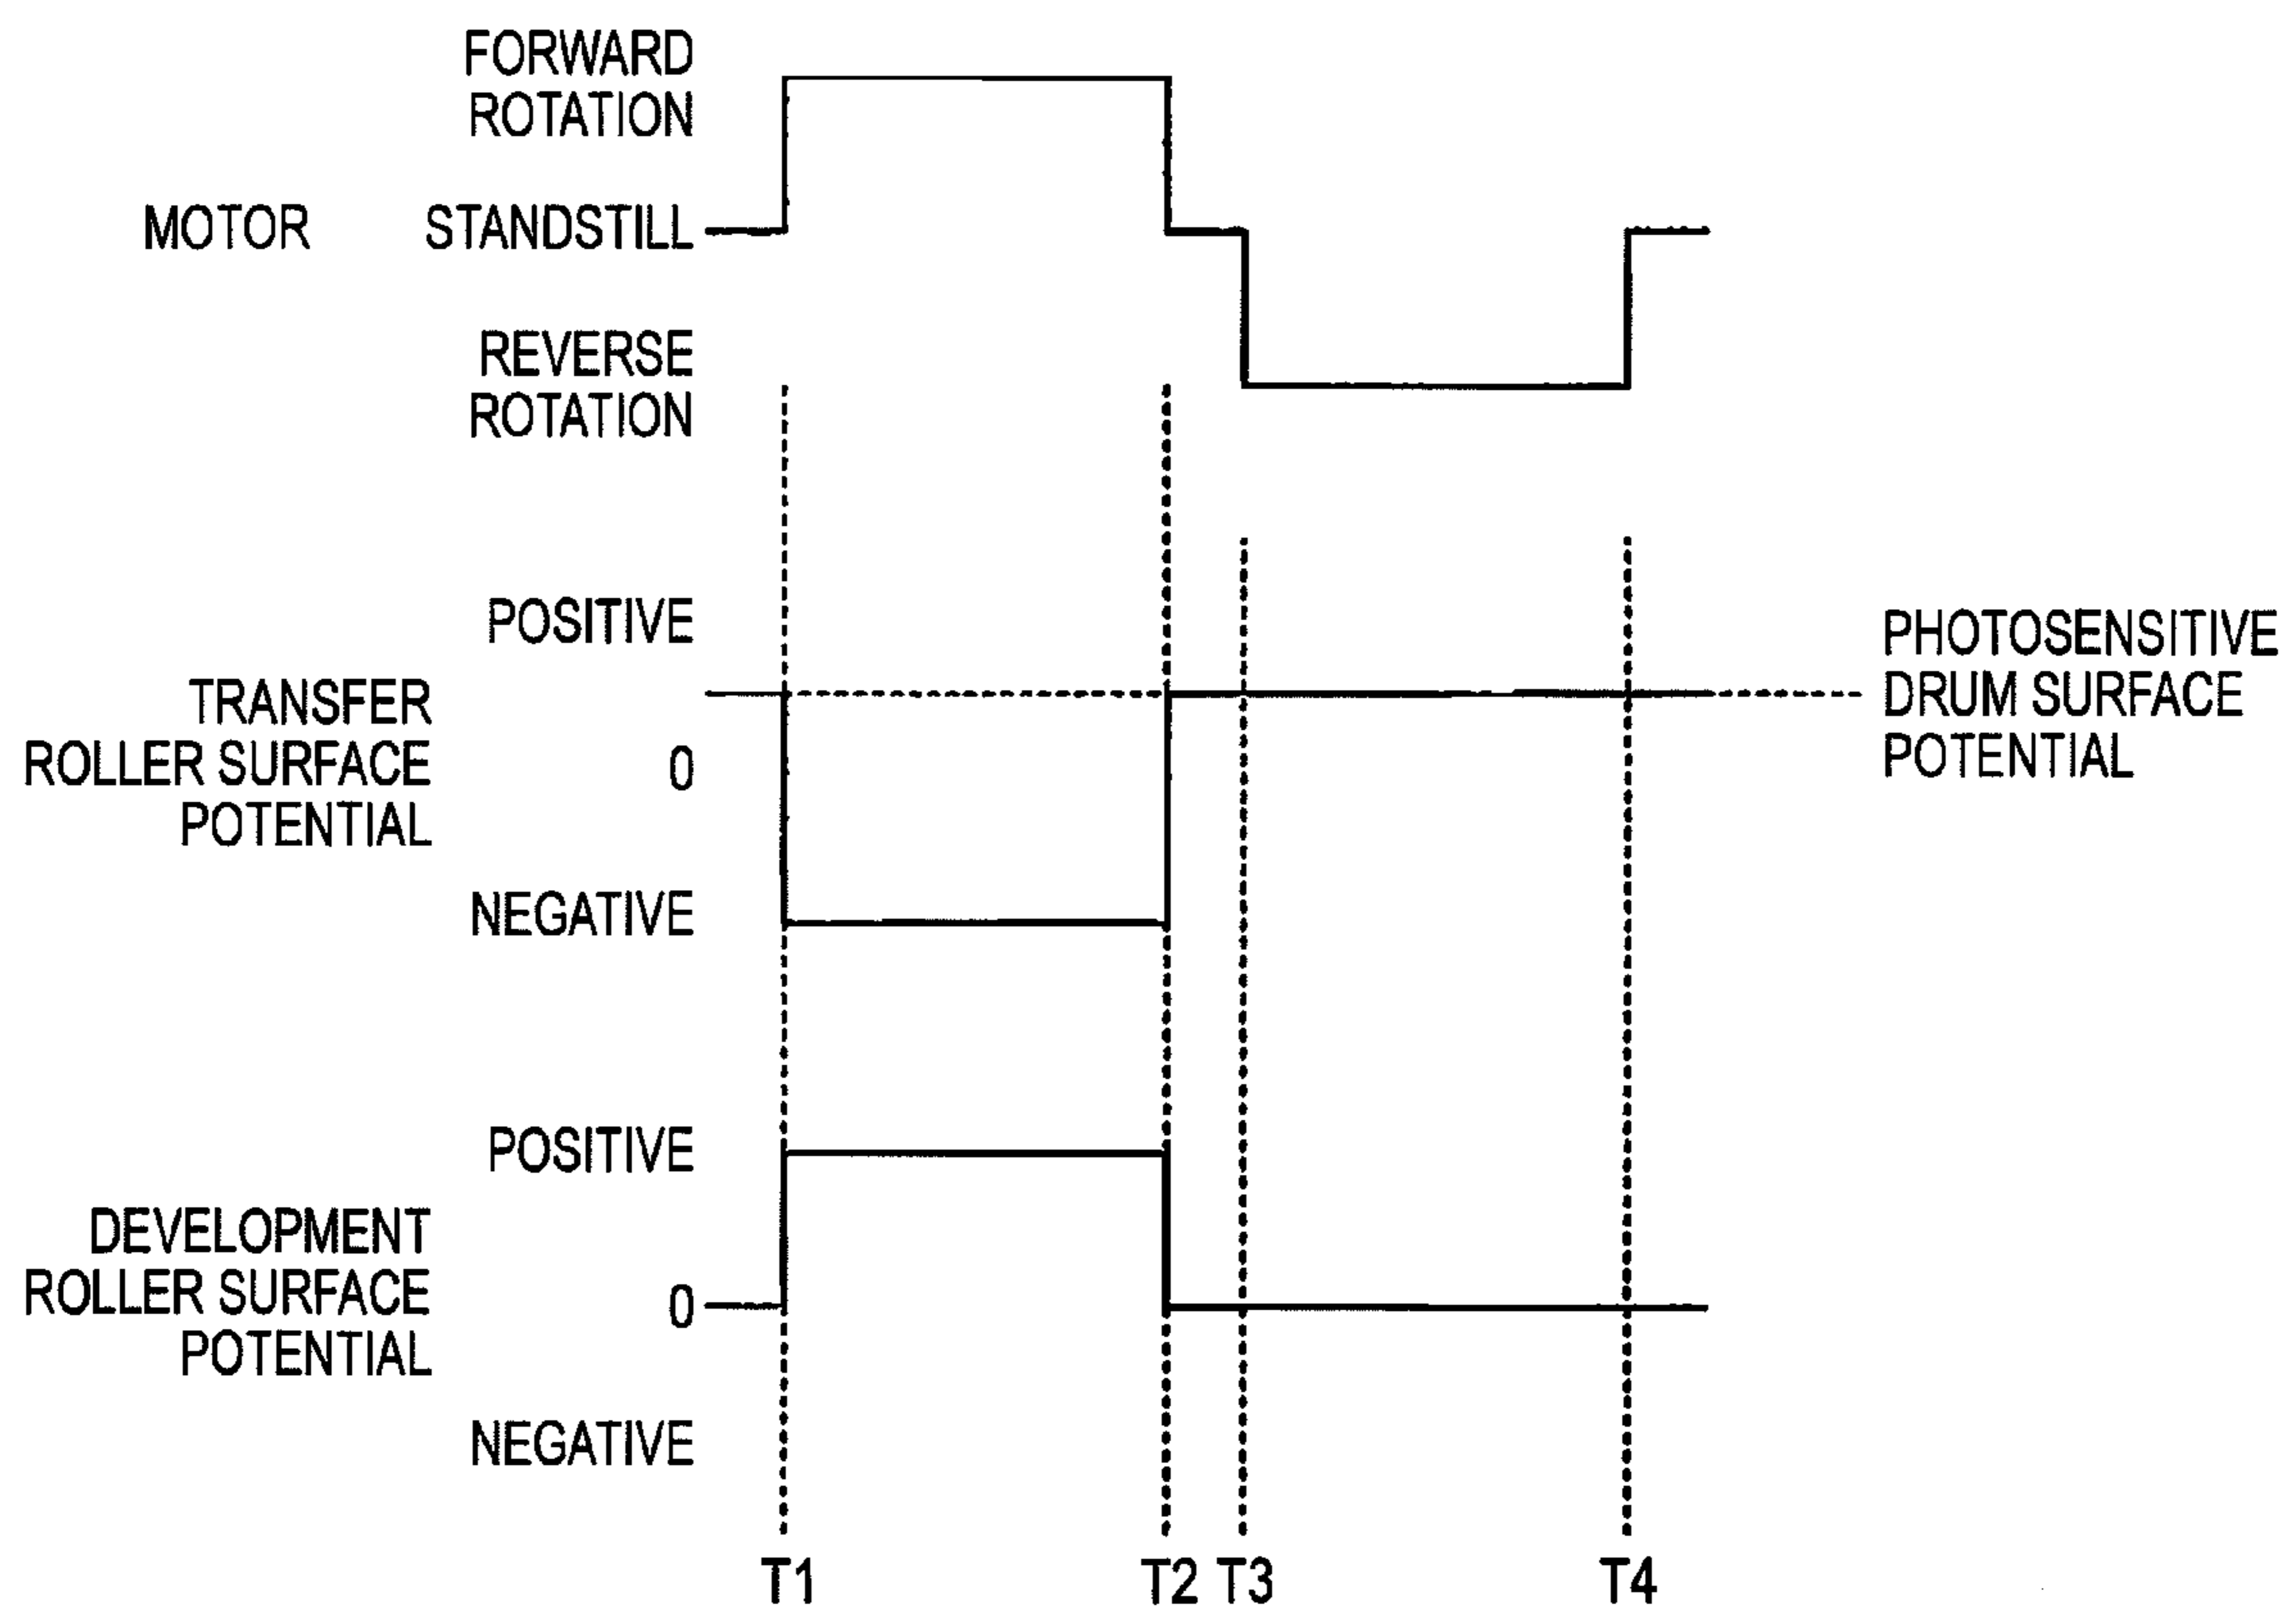 FORWARD
ROTATION
MOTOR STANDSTILL
REVERSE
ROTATION
POSITIVE
PHOTOSENSITIVE
DRUM SURFACE
POTENTIAL
TRANSFER
ROLLER SURFACE
POTENTIAL
0
NEGATIVE
POSITIVE
DEVELOPMENT
ROLLER SURFACE
POTENTIAL
0
NEGATIVE
T1 T2 T3 T4